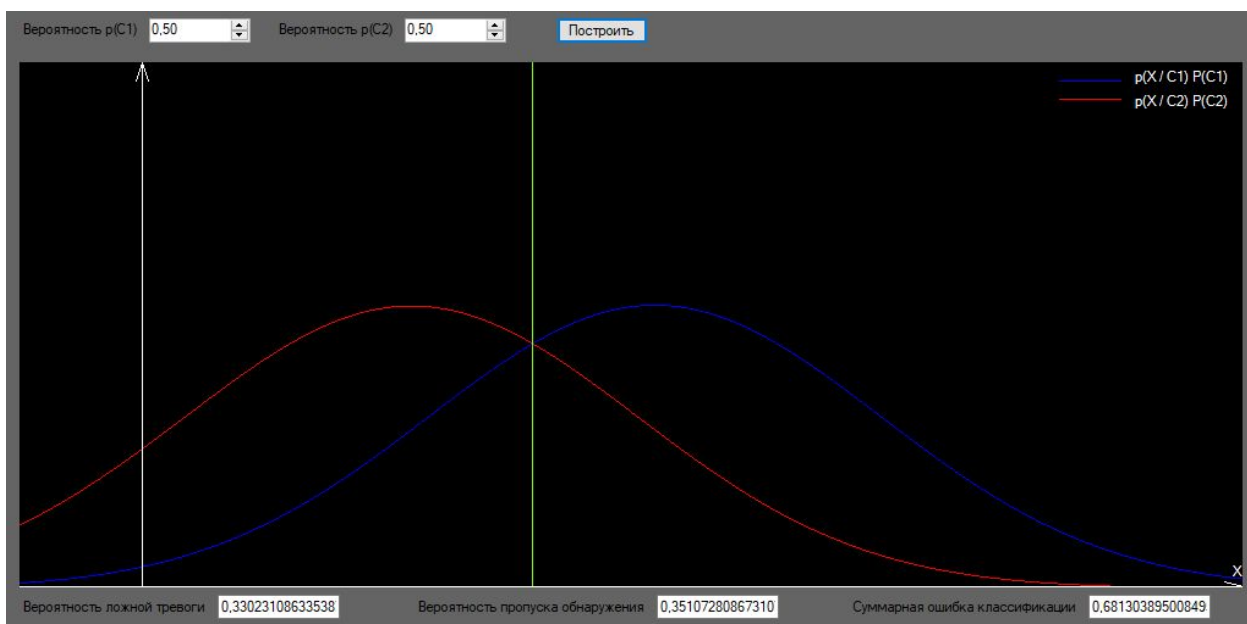 Вероятность p(C1) 0,50 Вероятность p(C2) 0,50 Построить
p(X / C1) P(C1)
p(X / C2) P(C2)
X
Вероятность ложной тревоги 0,33023108633538 Вероятность пропуска обнаружения 0,35107280867310 Суммарная ошибка классификации 0,68130389500849